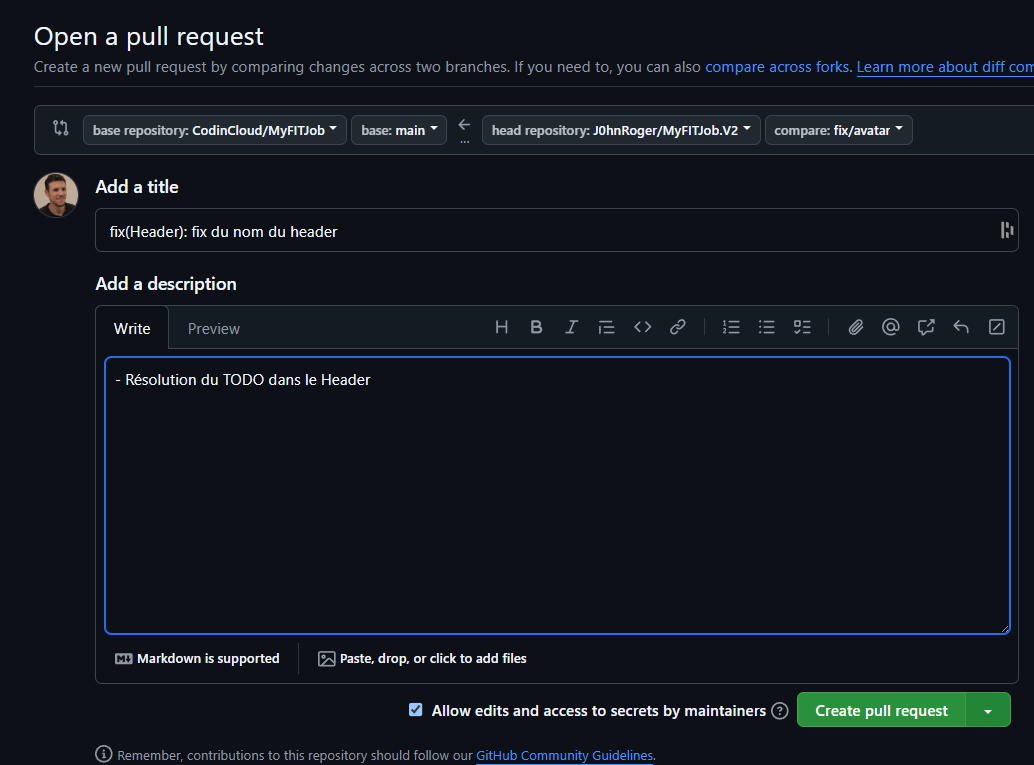 Open a pull request
Create a new pull request by comparing changes across two branches. If you need to, you can also compare across forks. Learn more about diff com
base repository: CodinCloud/MyFITJob base: main ... head repository: J0hnRoger/MyFITJob.V2 compare: fix/avatar
Add a title
fix(Header): fix du nom du header
Add a description
Write Preview
- Résolution du TODO dans le Header
Markdown is supported Paste, drop, or click to add files
Allow edits and access to secrets by maintainers Create pull request
Remember, contributions to this repository should follow our GitHub Community Guidelines.